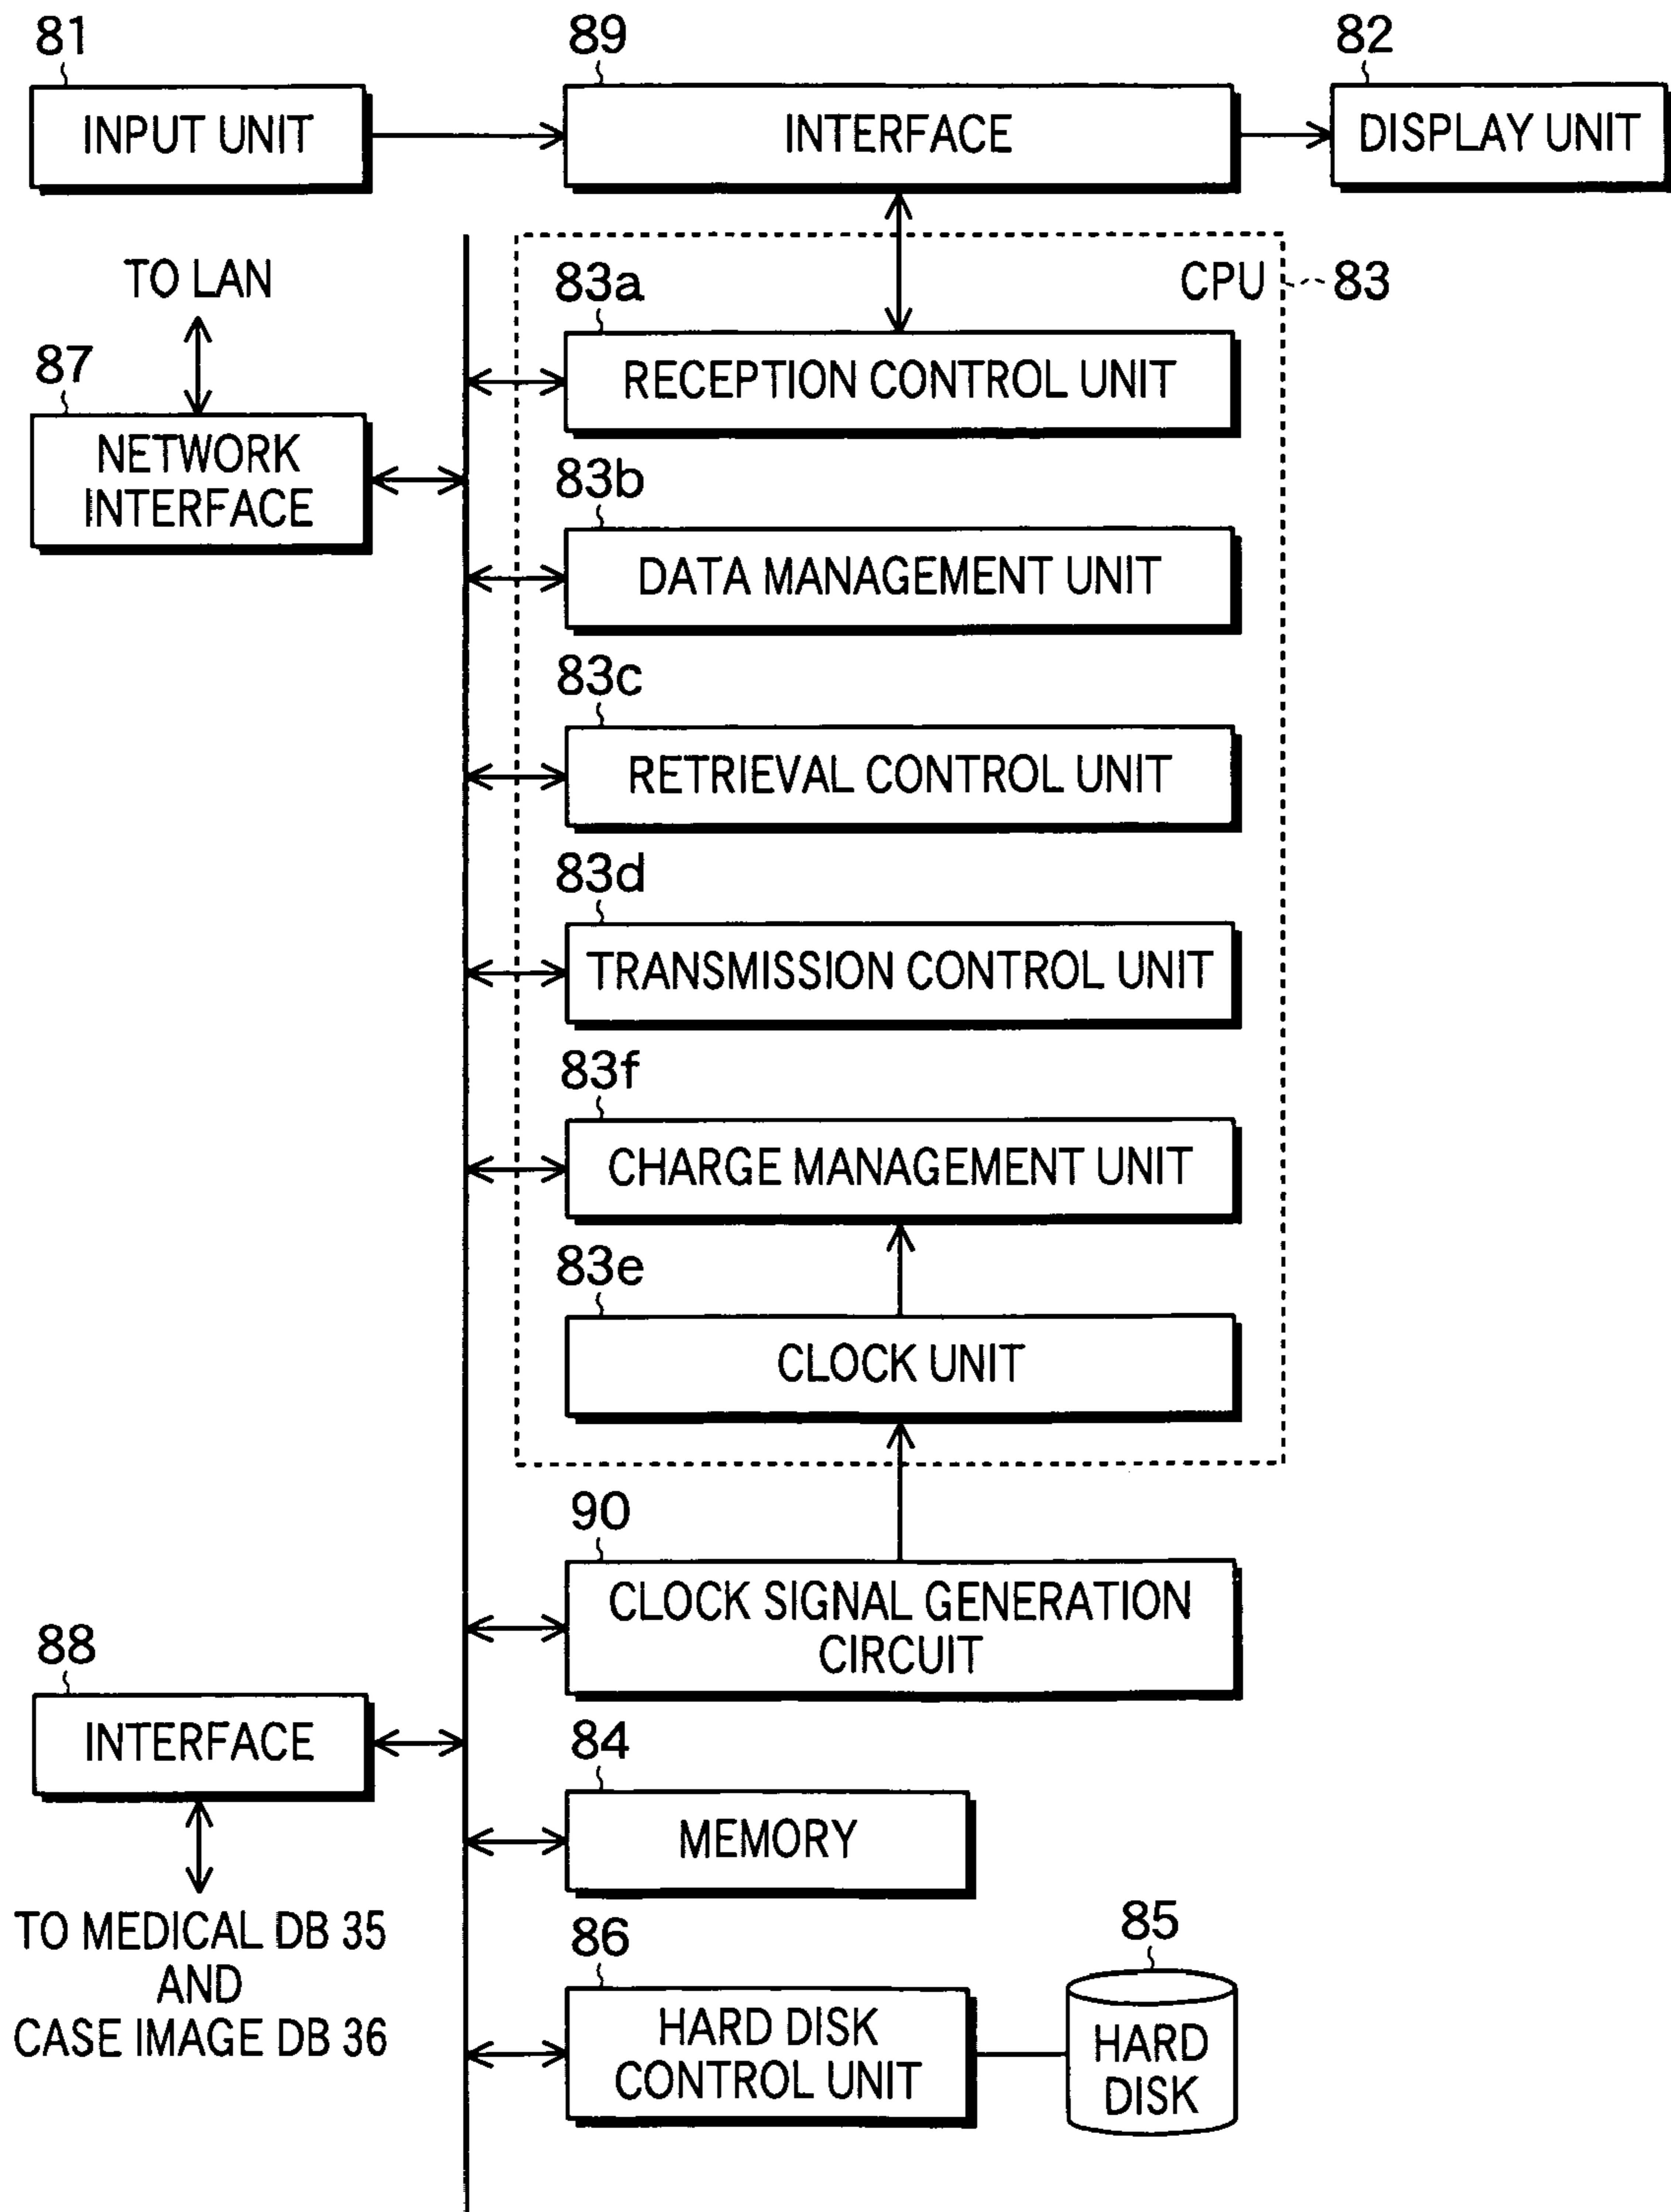 81
89
82
INPUT UNIT
INTERFACE
DISPLAY UNIT
TO LAN
CPU
83
83a
RECEPTION CONTROL UNIT
87
NETWORK
INTERFACE
83b
DATA MANAGEMENT UNIT
83c
RETRIEVAL CONTROL UNIT
83d
TRANSMISSION CONTROL UNIT
83f
CHARGE MANAGEMENT UNIT
83e
CLOCK UNIT
90
CLOCK SIGNAL GENERATION
CIRCUIT
88
INTERFACE
84
MEMORY
TO MEDICAL DB 35
AND
CASE IMAGE DB 36
86
HARD DISK
CONTROL UNIT
85
HARD
DISK